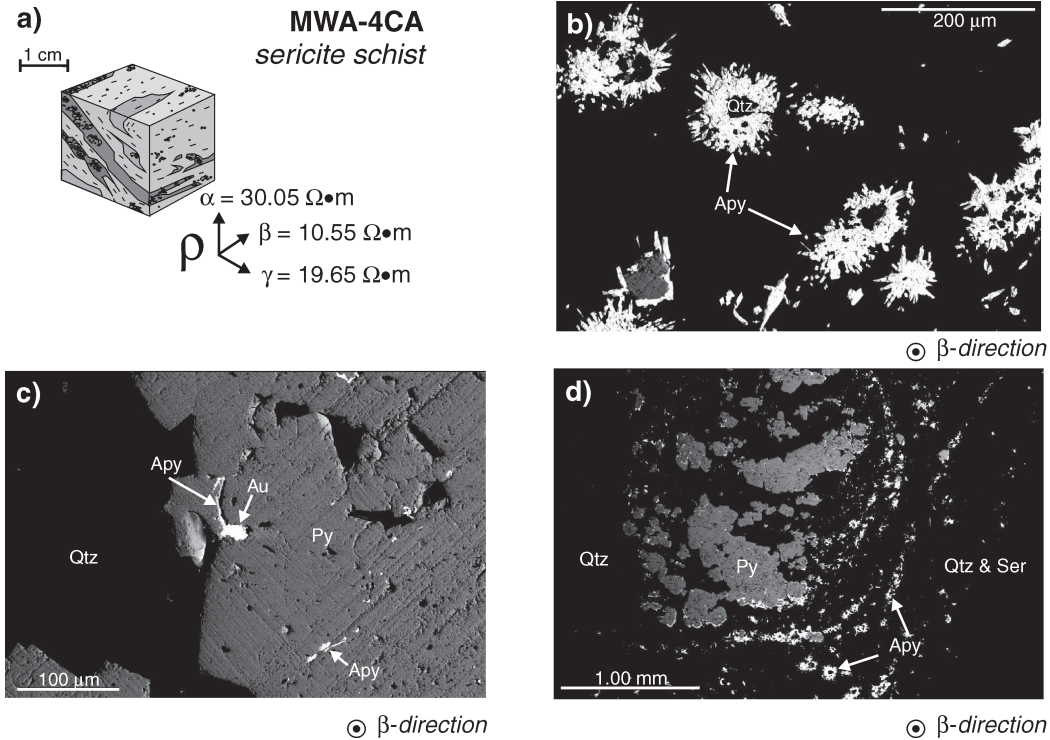 a)
MWA-4CA
sericite schist
1 cm
α = 30.05 Ω•m
ρ
β = 10.55 Ω•m
γ = 19.65 Ω•m
b)
200 µm
Qtz
Apy
⊙ β-direction
c)
Apy
Au
Qtz
Py
Apy
100 µm
⊙ β-direction
d)
Qtz
Py
Qtz & Ser
Apy
1.00 mm
⊙ β-direction